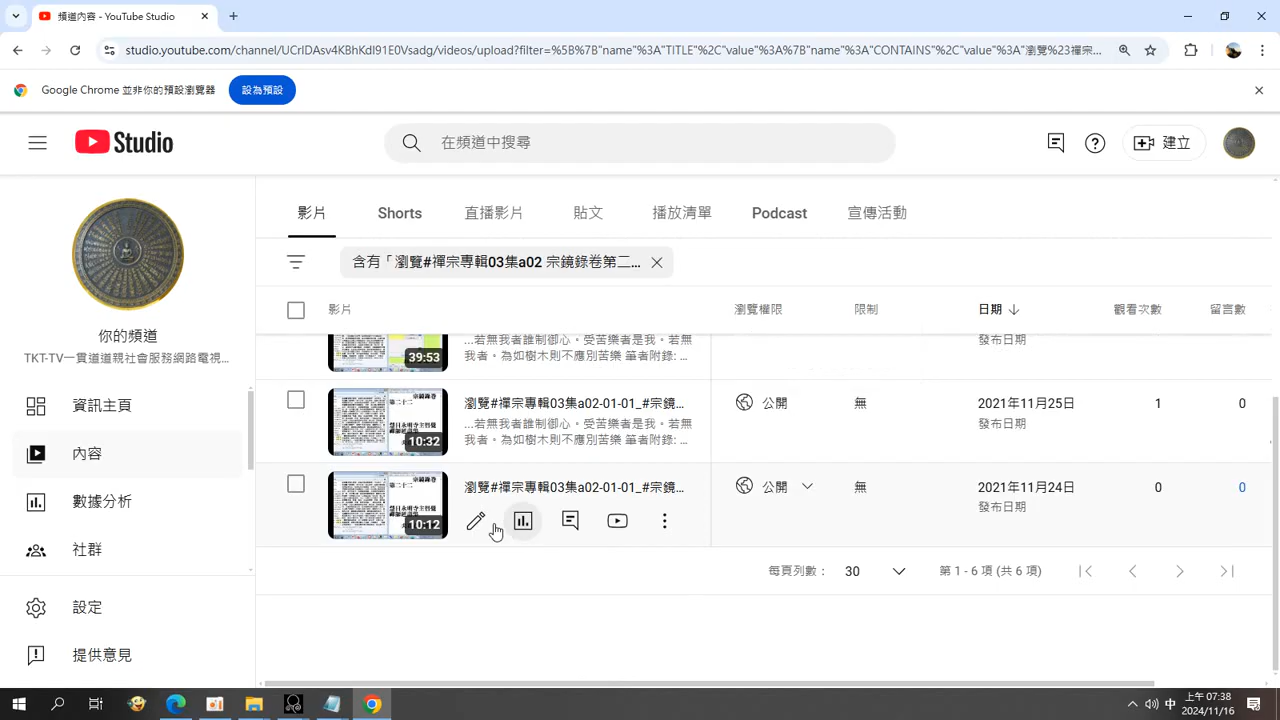 頻道內容 - YouTube Studio
studio.youtube.com/channel/UCrIDAsv4KBhKdI91E0Vsadg/videos/upload?filter=%5B%7B"name"%3A"TITLE"%2C"value"%3A%7B"name"%3A"CONTAINS"%2C"value"%3A"瀏覽%23禪宗...
Google Chrome 並非你的預設瀏覽器
設為預設
Studio
在頻道中搜尋
建立
你的頻道
TKT-TV一貫道道親社會服務網路電視...
資訊主頁
內容
數據分析
社群
設定
提供意見
影片
Shorts
直播影片
貼文
播放清單
Podcast
宣傳活動
含有「瀏覽#禪宗專輯03集a02 宗鏡錄卷第二...
影片
瀏覽權限
限制
日期
觀看次數
留言數
39:53
...若無我者誰制御心。受苦樂者是我。若無
我者。為如樹木則不應別苦樂 筆者附錄: ...
發布日期
10:32
瀏覽#禪宗專輯03集a02-01-01_#宗鏡...
...若無我者誰制御心。受苦樂者是我。若無
我者。為如樹木則不應別苦樂 筆者附錄: ...
公開
無
2021年11月25日
發布日期
1
0
10:12
瀏覽#禪宗專輯03集a02-01-01_#宗鏡...
公開
無
2021年11月24日
發布日期
0
0
每頁列數：
30
第 1 - 6 項 (共 6 項)
中
上午 07:38
2024/11/16